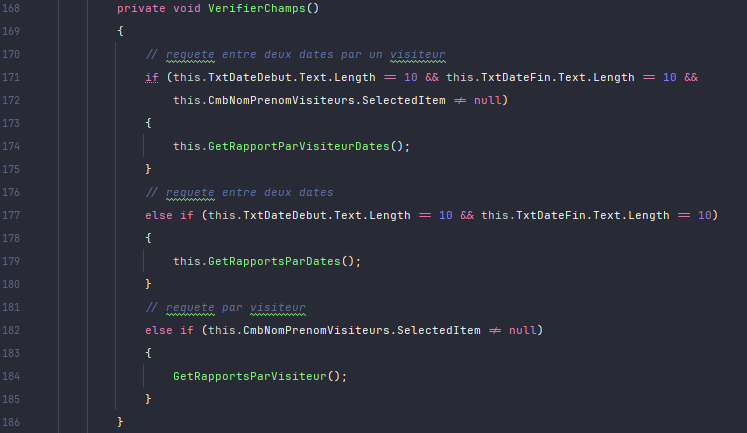 168 private void VerifierChamps()
169 {
170 // requete entre deux dates par un visiteur
171 if (this.TxtDateDebut.Text.Length == 10 && this.TxtDateFin.Text.Length == 10 &&
172 this.CmbNomPrenomVisiteurs.SelectedItem != null)
173 {
174 this.GetRapportParVisiteurDates();
175 }
176 // requete entre deux dates
177 else if (this.TxtDateDebut.Text.Length == 10 && this.TxtDateFin.Text.Length == 10)
178 {
179 this.GetRapportsParDates();
180 }
181 // requete par visiteur
182 else if (this.CmbNomPrenomVisiteurs.SelectedItem != null)
183 {
184 GetRapportsParVisiteur();
185 }
186 }